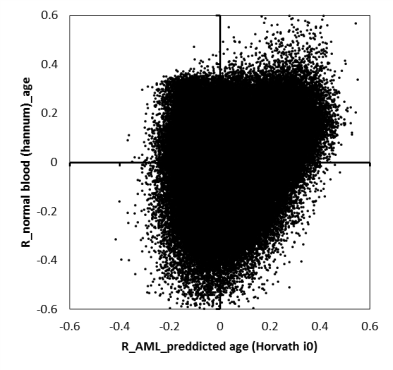 0.6
0.4
0.2
0
-0.2
-0.4
-0.6
R_normal blood (hannum)_age
-0.6 -0.4 -0.2 0 0.2 0.4 0.6
R_AML_preddicted age (Horvath i0)